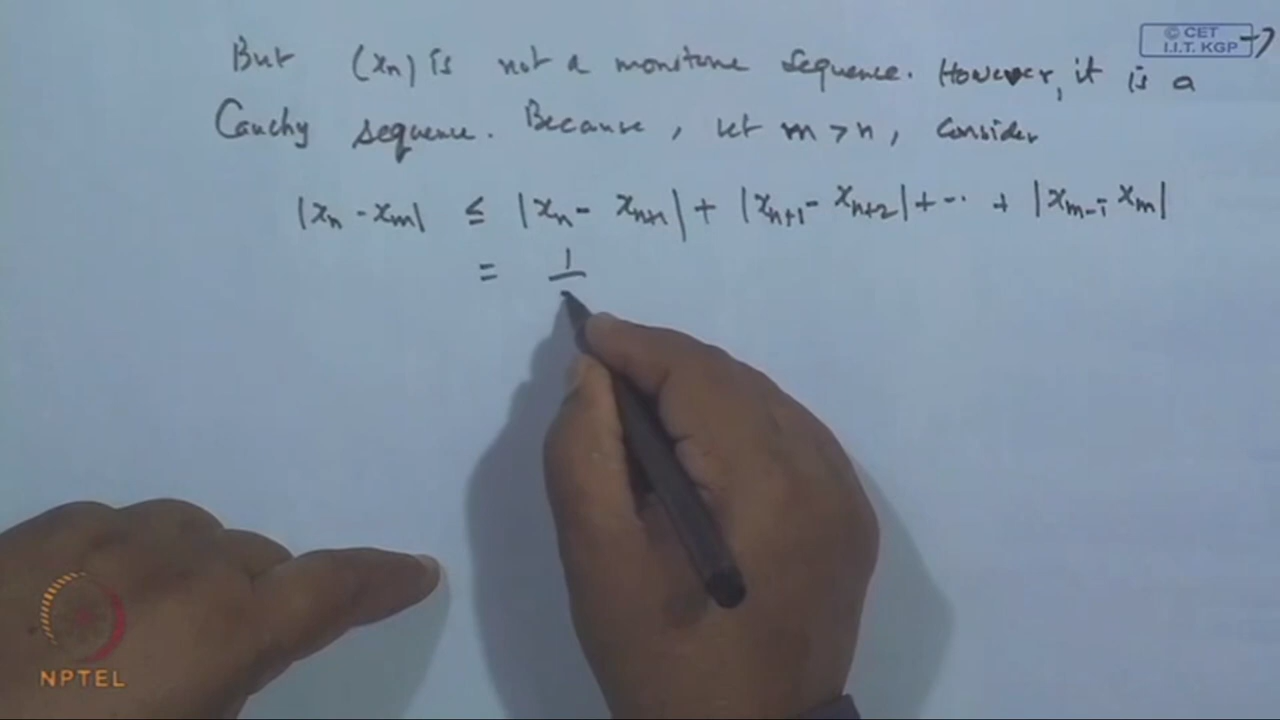 © CET
I.I.T. KGP
But (xn) is not a monotone sequence. However, it is a
Cauchy sequence. Because, let m > n, Consider
|xn - xm| ≤ |xn - xn+1| + |xn+1 - xn+2| + ... + |xm-1 - xm|
= 1
NPTEL